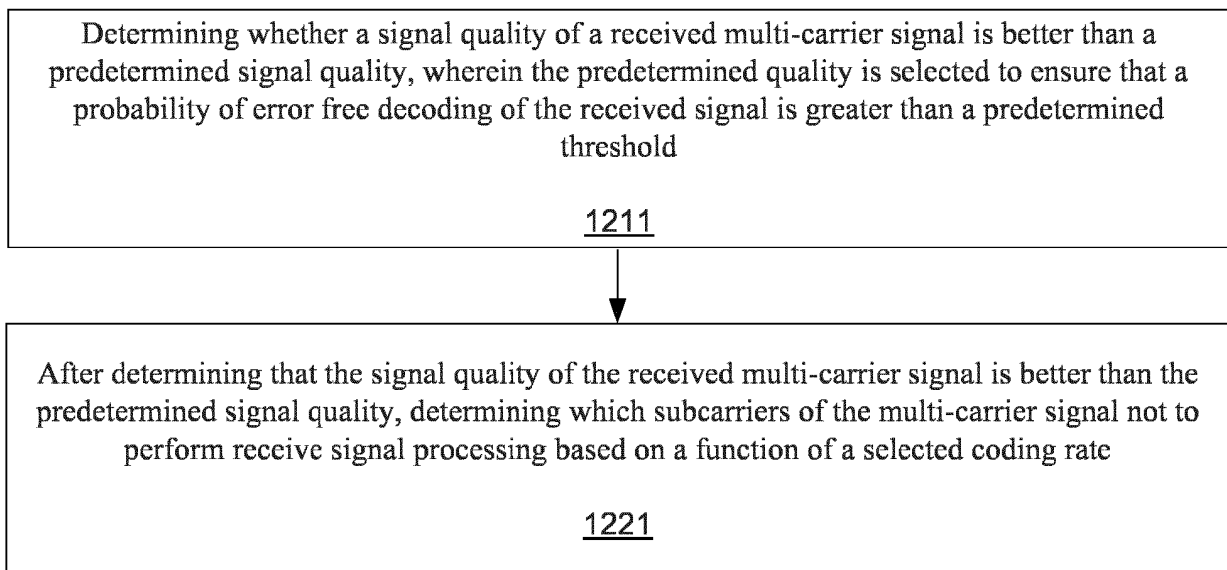 Determining whether a signal quality of a received multi-carrier signal is better than a
predetermined signal quality, wherein the predetermined quality is selected to ensure that a
probability of error free decoding of the received signal is greater than a predetermined
threshold
1211
After determining that the signal quality of the received multi-carrier signal is better than the
predetermined signal quality, determining which subcarriers of the multi-carrier signal not to
perform receive signal processing based on a function of a selected coding rate
1221